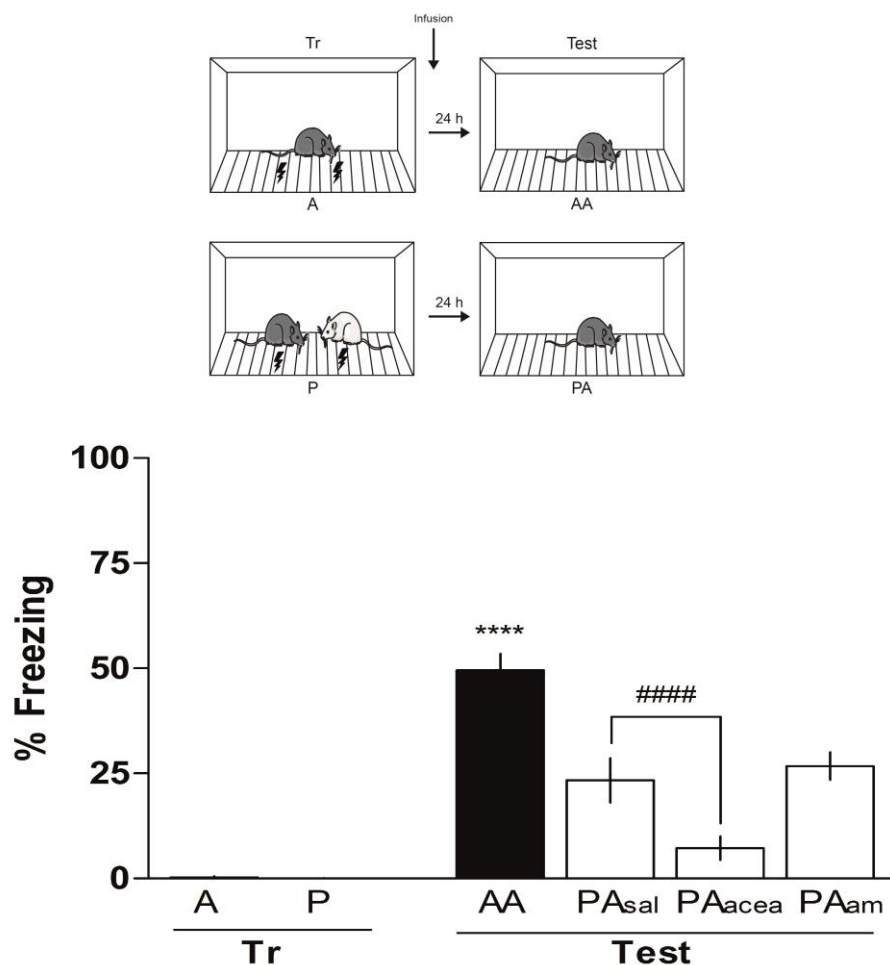 Infusion
Tr
Test
24 h
A
AA
24 h
P
PA
% Freezing
100
75
50
25
0
****
####
A
P
AA
PAsal
PAacea
PAam
Tr
Test